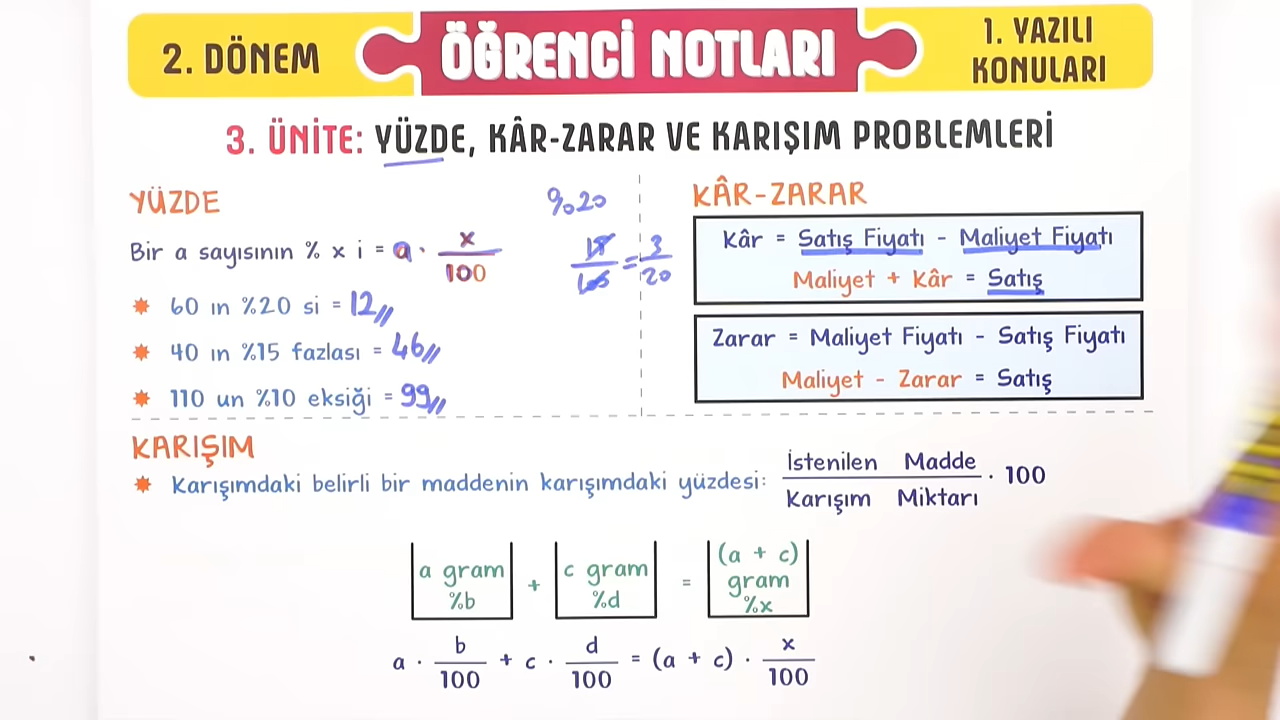 2. DÖNEM
ÖĞRENCİ NOTLARI
1. YAZILI
KONULARI
3. ÜNİTE: YÜZDE, KÂR-ZARAR VE KARIŞIM PROBLEMLERİ
YÜZDE
%20
Bir a sayısının % x i = a · x/100
15/100 = 3/20
60 ın %20 si = 12
40 ın %15 fazlası = 46
110 un %10 eksiği = 99
KÂR-ZARAR
Kâr = Satış Fiyatı - Maliyet Fiyatı
Maliyet + Kâr = Satış
Zarar = Maliyet Fiyatı - Satış Fiyatı
Maliyet - Zarar = Satış
KARIŞIM
Karışımdaki belirli bir maddenin karışımdaki yüzdesi: İstenilen Madde / Karışım Miktarı · 100
a gram + c gram = (a + c) gram
%b %d %x
a · b/100 + c · d/100 = (a + c) · x/100